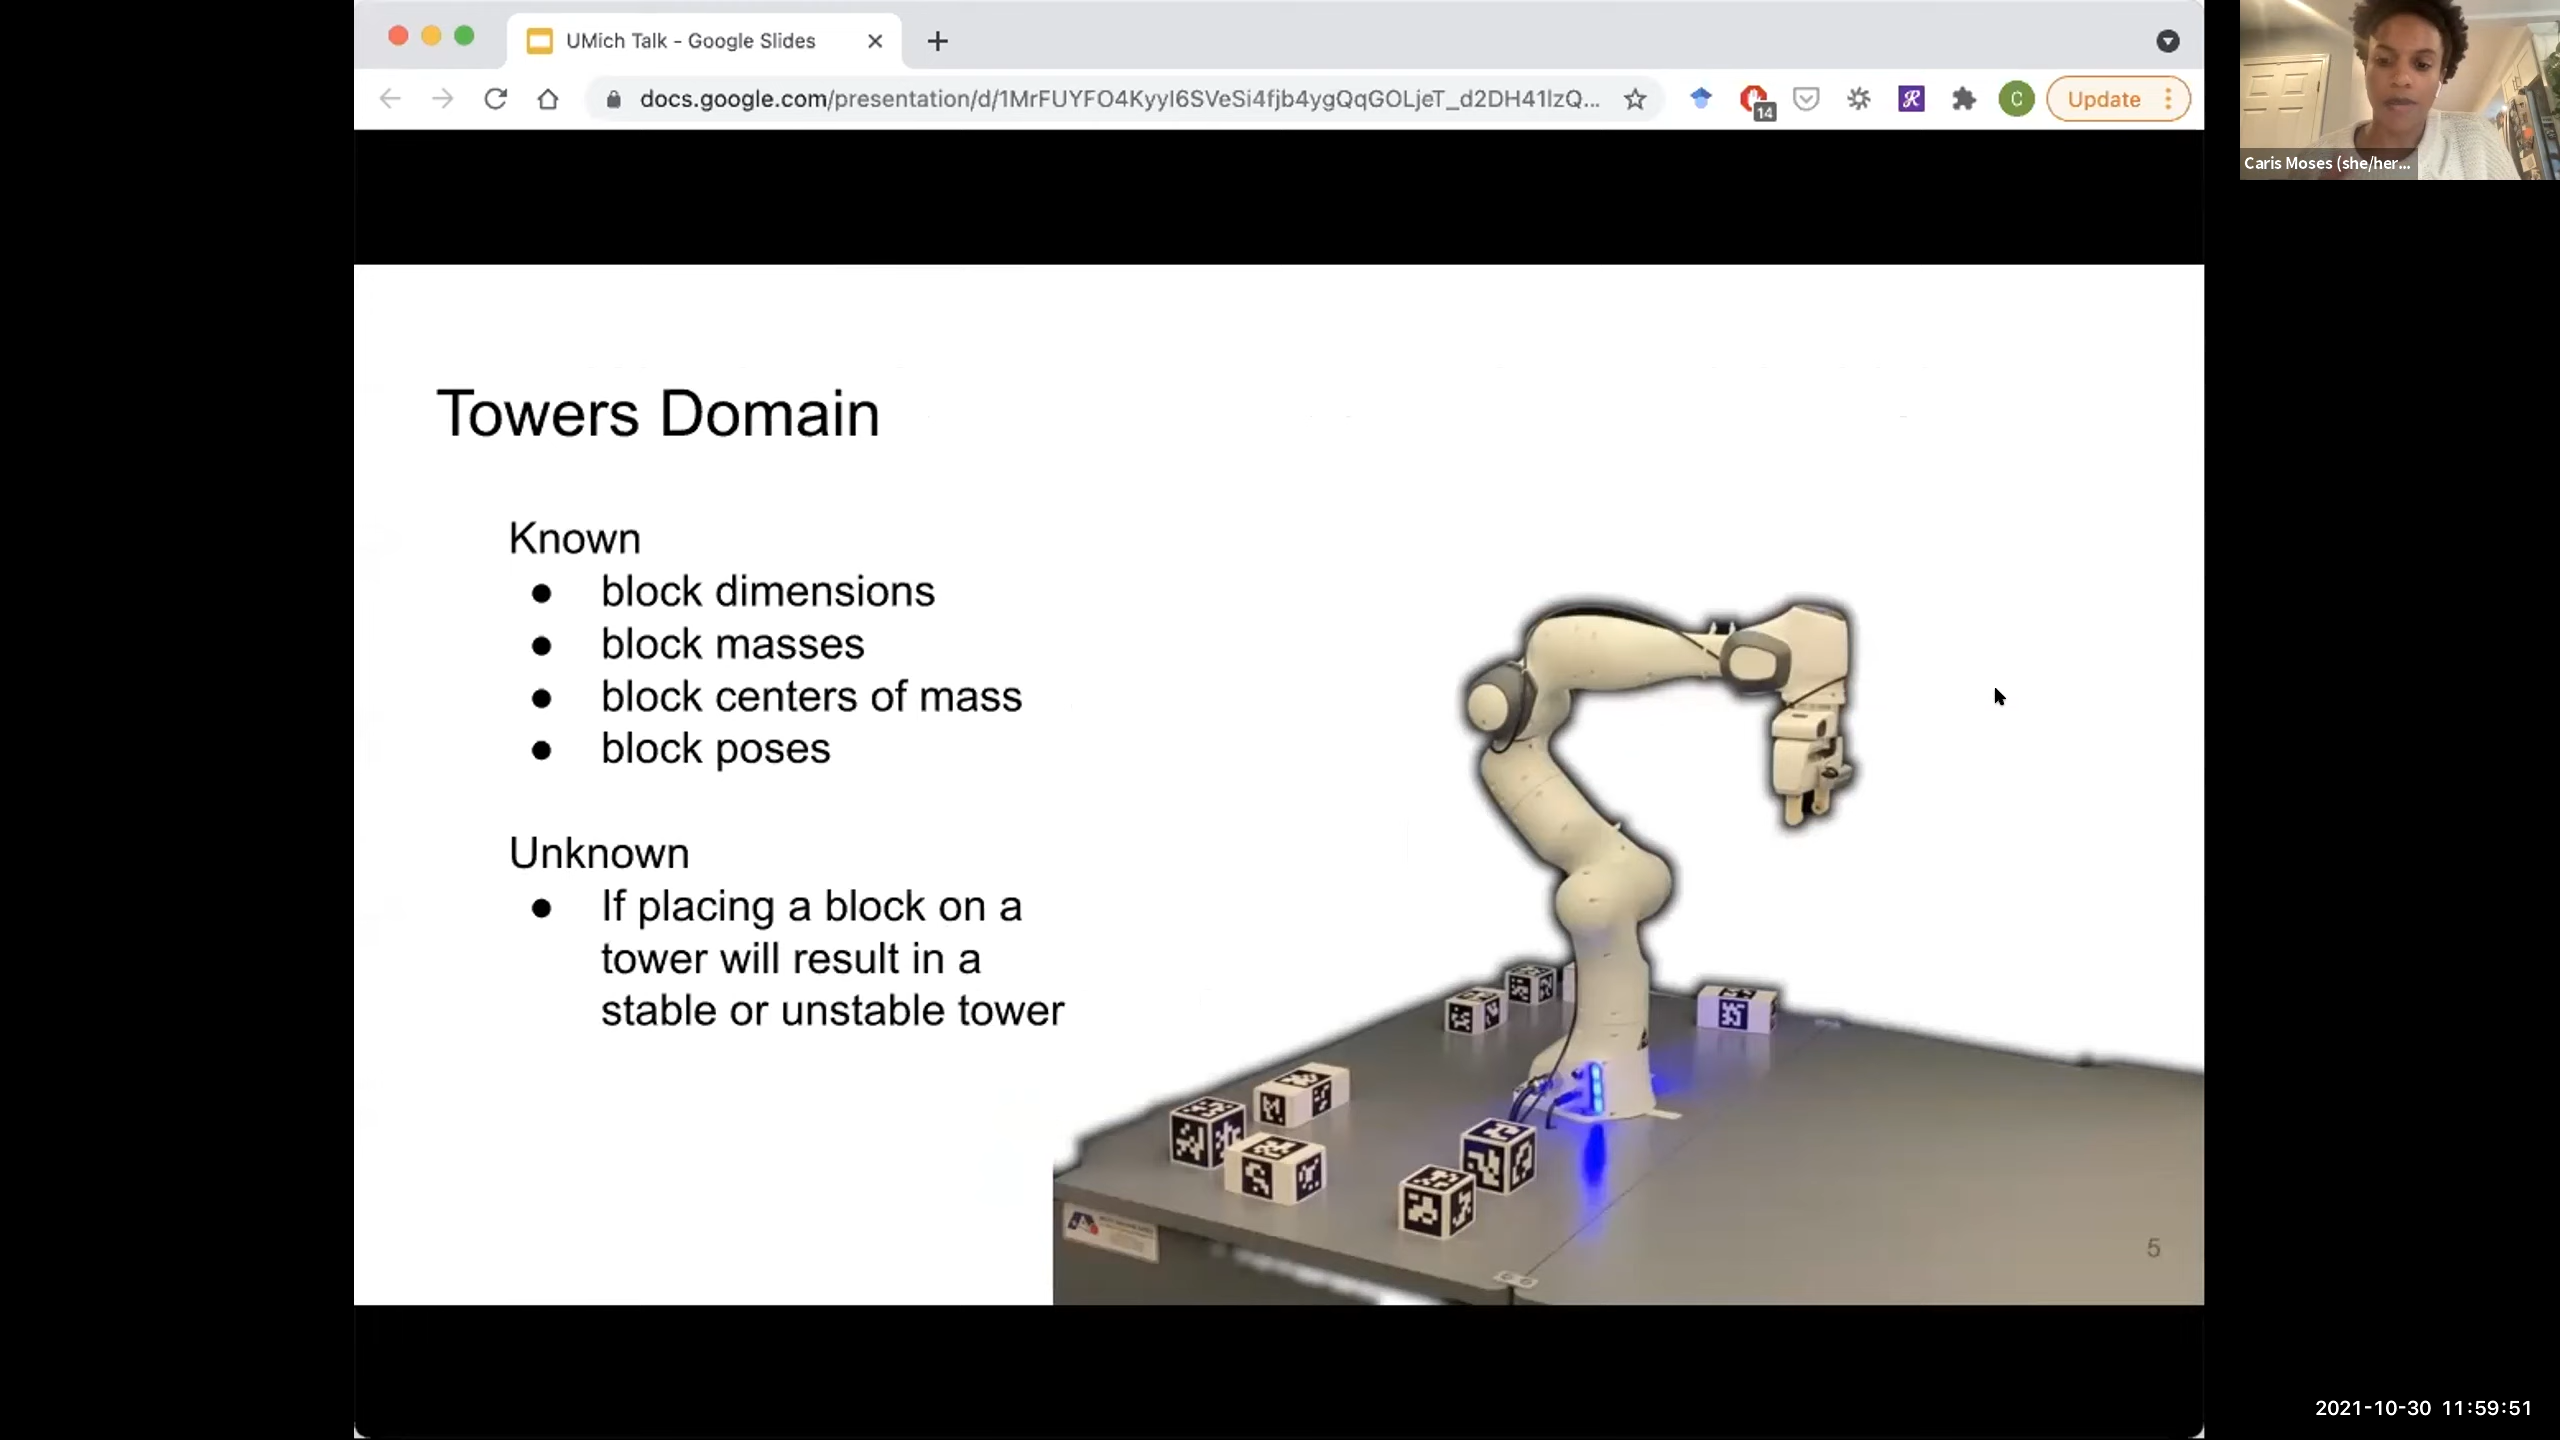 UMich Talk - Google Slides
docs.google.com/presentation/d/1MrFUYFO4KyyI6SVeSi4fjb4ygQqGOLjeT_d2DH41IzQ...
14
C
Update
Caris Moses (she/her...
Towers Domain
Known
● block dimensions
● block masses
● block centers of mass
● block poses
Unknown
● If placing a block on a
tower will result in a
stable or unstable tower
5
2021-10-30 11:59:51